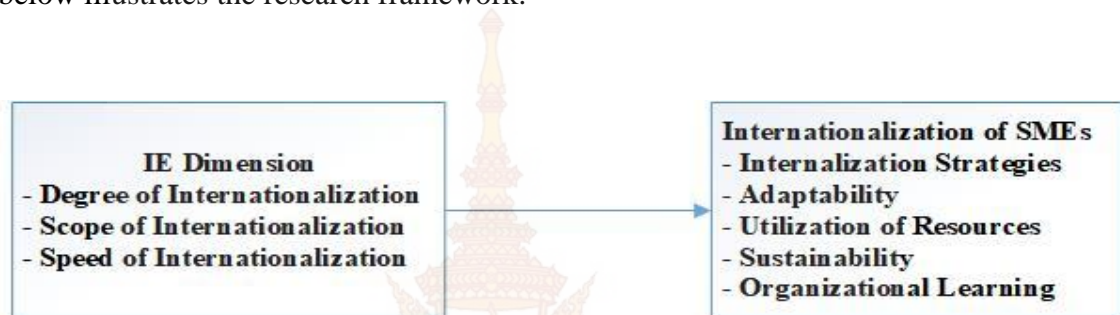 below illustrates the research framework.
IE Dimension
- Degree of Internationalization
- Scope of Internationalization
- Speed of Internationalization
Internationalization of SMEs
- Internalization Strategies
- Adaptability
- Utilization of Resources
- Sustainability
- Organizational Learning